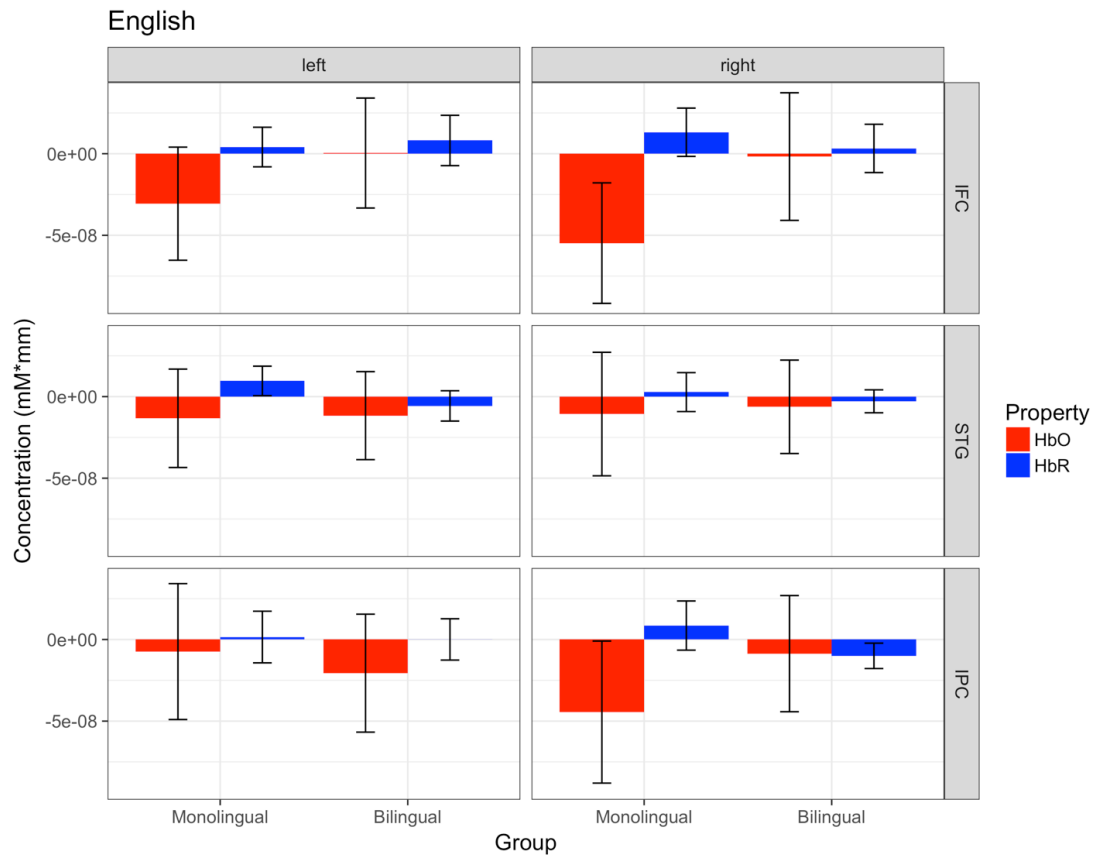 English
left
right
0e+00
-5e-08
IFC
Concentration (mM*mm)
0e+00
-5e-08
STG
0e+00
-5e-08
IPC
Monolingual
Bilingual
Monolingual
Bilingual
Group
Property
HbO
HbR